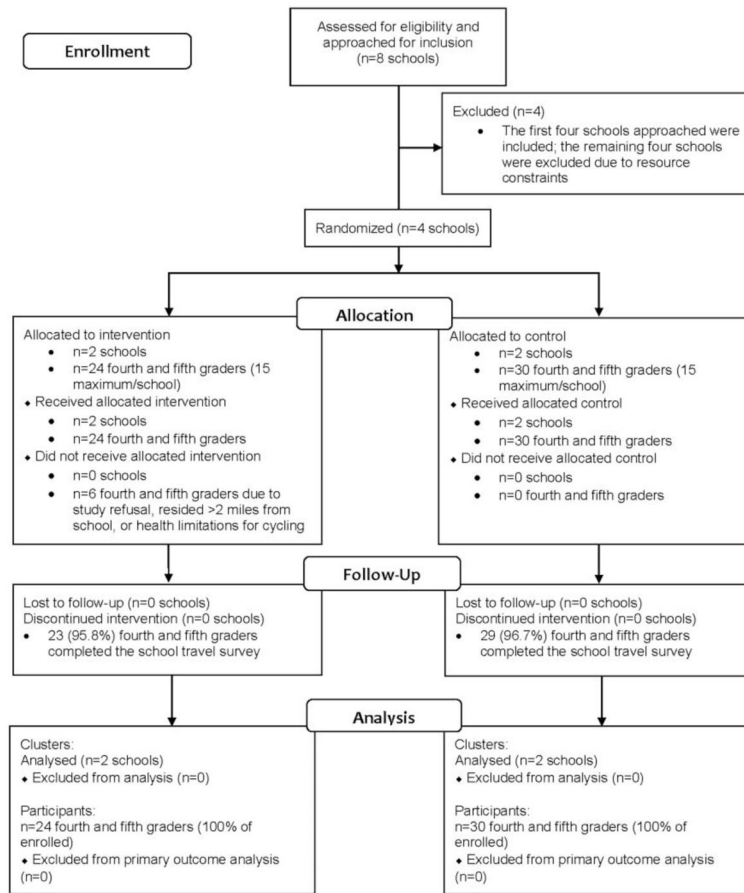 Enrollment
Assessed for eligibility and
approached for inclusion
(n=8 schools)
Excluded (n=4)
• The first four schools approached were
included; the remaining four schools
were excluded due to resource
constraints
Randomized (n=4 schools)
Allocation
Allocated to intervention
• n=2 schools
• n=24 fourth and fifth graders (15
maximum/school)
♦ Received allocated intervention
• n=2 schools
• n=24 fourth and fifth graders
♦ Did not receive allocated intervention
• n=0 schools
• n=6 fourth and fifth graders due to
study refusal, resided >2 miles from
school, or health limitations for cycling
Allocated to control
• n=2 schools
• n=30 fourth and fifth graders (15
maximum/school)
♦ Received allocated control
• n=2 schools
• n=30 fourth and fifth graders
♦ Did not receive allocated control
• n=0 schools
• n=0 fourth and fifth graders
Follow-Up
Lost to follow-up (n=0 schools)
Discontinued intervention (n=0 schools)
• 23 (95.8%) fourth and fifth graders
completed the school travel survey
Lost to follow-up (n=0 schools)
Discontinued intervention (n=0 schools)
• 29 (96.7%) fourth and fifth graders
completed the school travel survey
Analysis
Clusters:
Analysed (n=2 schools)
♦ Excluded from analysis (n=0)
Participants:
n=24 fourth and fifth graders (100% of
enrolled)
♦ Excluded from primary outcome analysis
(n=0)
Clusters:
Analysed (n=2 schools)
♦ Excluded from analysis (n=0)
Participants:
n=30 fourth and fifth graders (100% of
enrolled)
♦ Excluded from primary outcome analysis
(n=0)